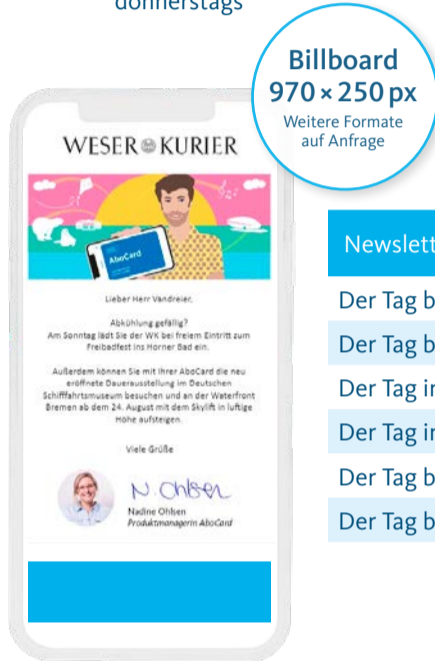 donnerstags
Billboard
970 × 250 px
Weitere Formate
auf Anfrage
WESER KURIER
AboCard
Lieber Herr Vandreier,
Abkühlung gefällig?
Am Sonntag lädt Sie der WK bei freiem Eintritt zum
Freibadfest ins Horner Bad ein.
Außerdem können Sie mit Ihrer AboCard die neu
eröffnete Dauerausstellung im Deutschen
Schifffahrtsmuseum besuchen und an der Waterfront
Bremen ab dem 24. August mit dem Skylift in luftige
Höhe aufsteigen.
Viele Grüße
N. Ohlsen
Nadine Ohlsen
Produktmanagerin AboCard
Newslett
Der Tag b
Der Tag b
Der Tag i
Der Tag i
Der Tag b
Der Tag b